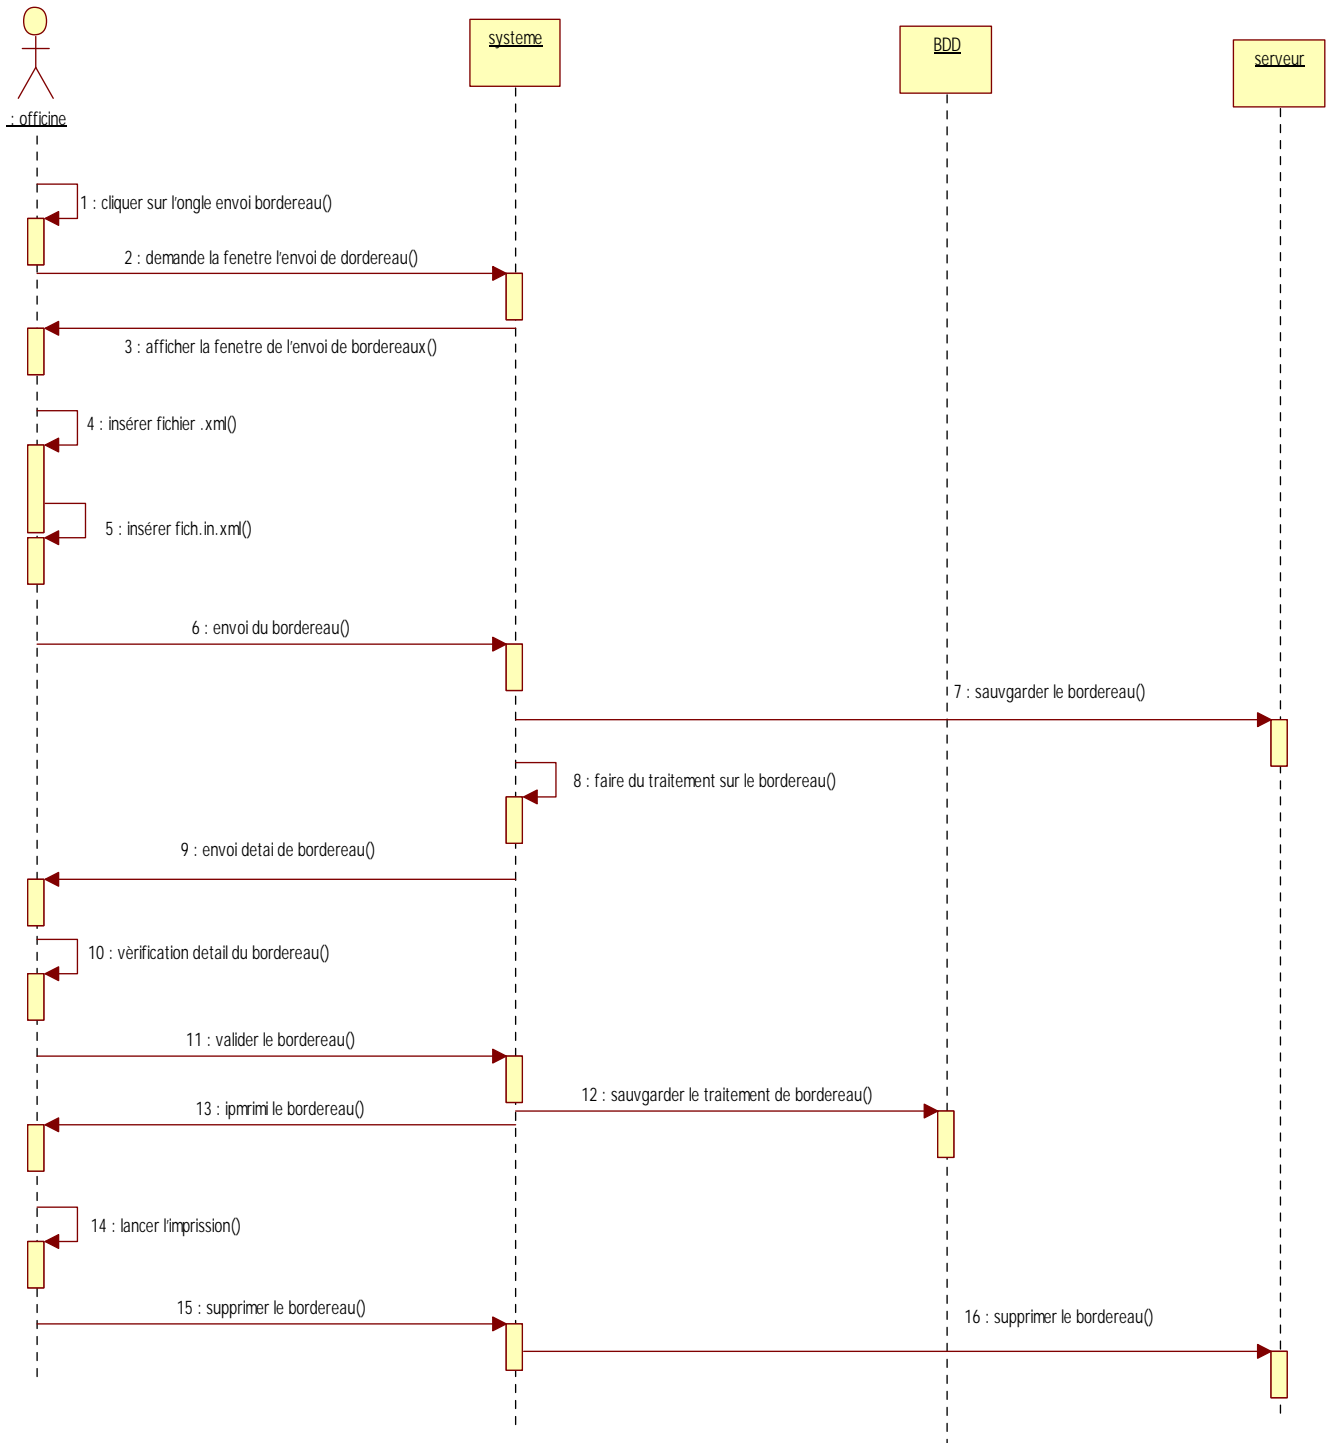 systeme
BDD
serveur
: officine
1 : cliquer sur l'ongle envoi bordereau()
2 : demande la fenetre l'envoi de dordereau()
3 : afficher la fenetre de l'envoi de bordereaux()
4 : insérer fichier .xml()
5 : insérer fich.in.xml()
6 : envoi du bordereau()
7 : sauvgarder le bordereau()
8 : faire du traitement sur le bordereau()
9 : envoi detai de bordereau()
10 : vèrification detail du bordereau()
11 : valider le bordereau()
12 : sauvgarder le traitement de bordereau()
13 : ipmrimi le bordereau()
14 : lancer l'imprission()
15 : supprimer le bordereau()
16 : supprimer le bordereau()